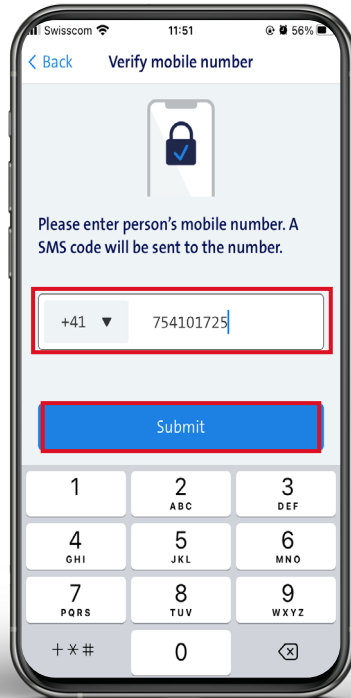 Swisscom 11:51 56%
Back Verify mobile number
Please enter person's mobile number. A
SMS code will be sent to the number.
+41 ▼ 754101725
Submit
1 2 3
ABC DEF
4 5 6
GHI JKL MNO
7 8 9
PQRS TUV WXYZ
+*# 0